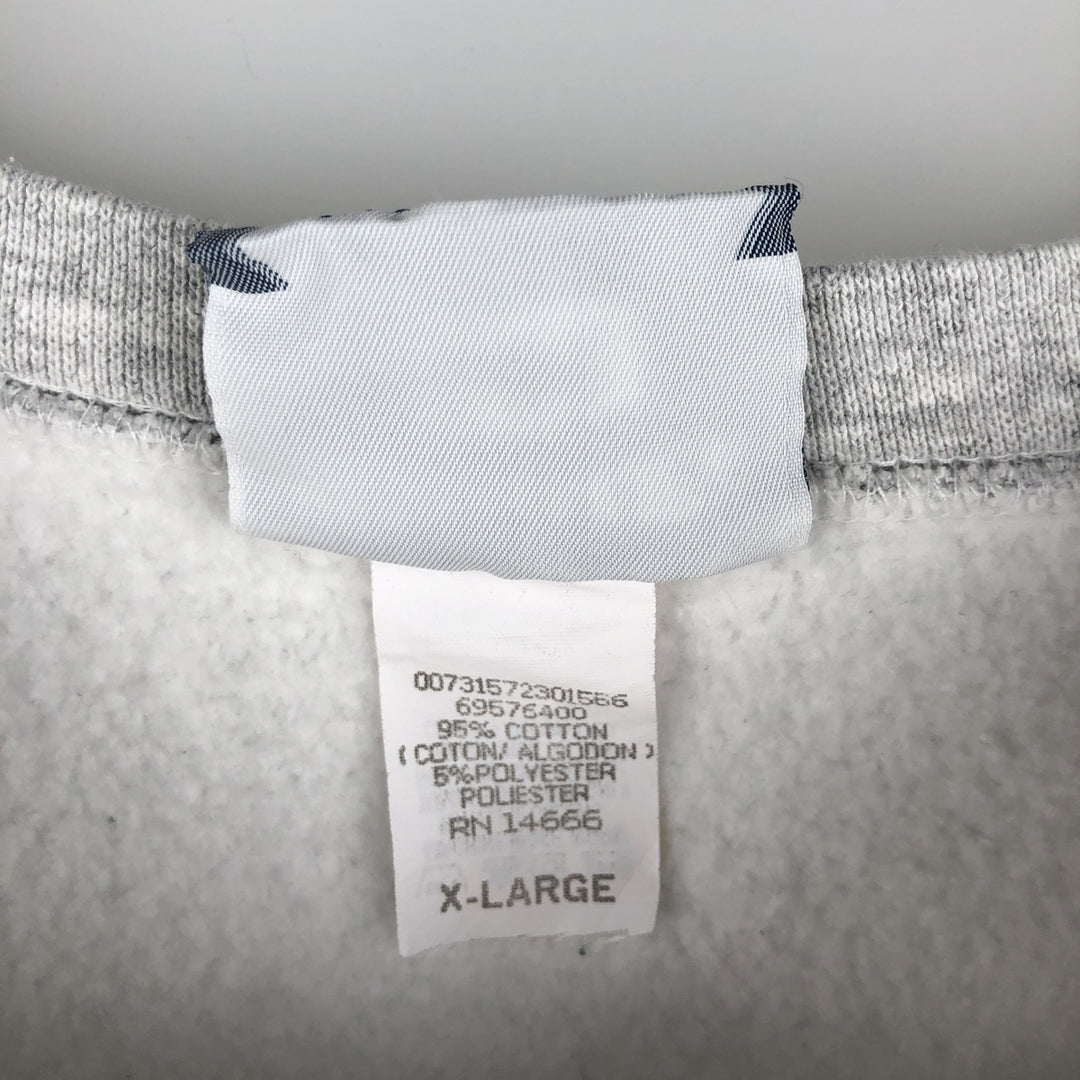 00731572301566
69576400
95% COTTON
( COTON/ ALGODON )
5%POLYESTER
POLIESTER
RN 14666
X-LARGE